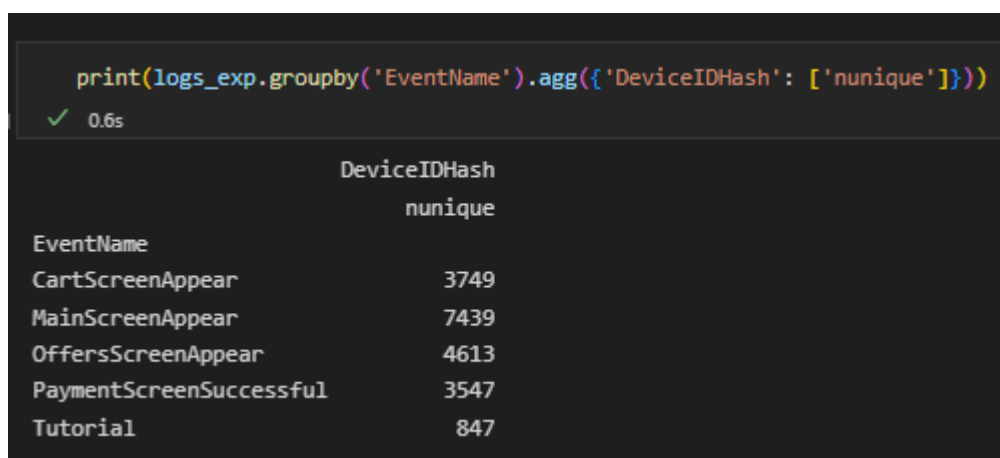 print(logs_exp.groupby('EventName').agg({'DeviceIDHash': ['nunique']}))
✓ 0.6s
DeviceIDHash
nunique
EventName
CartScreenAppear 3749
MainScreenAppear 7439
OffersScreenAppear 4613
PaymentScreenSuccessful 3547
Tutorial 847